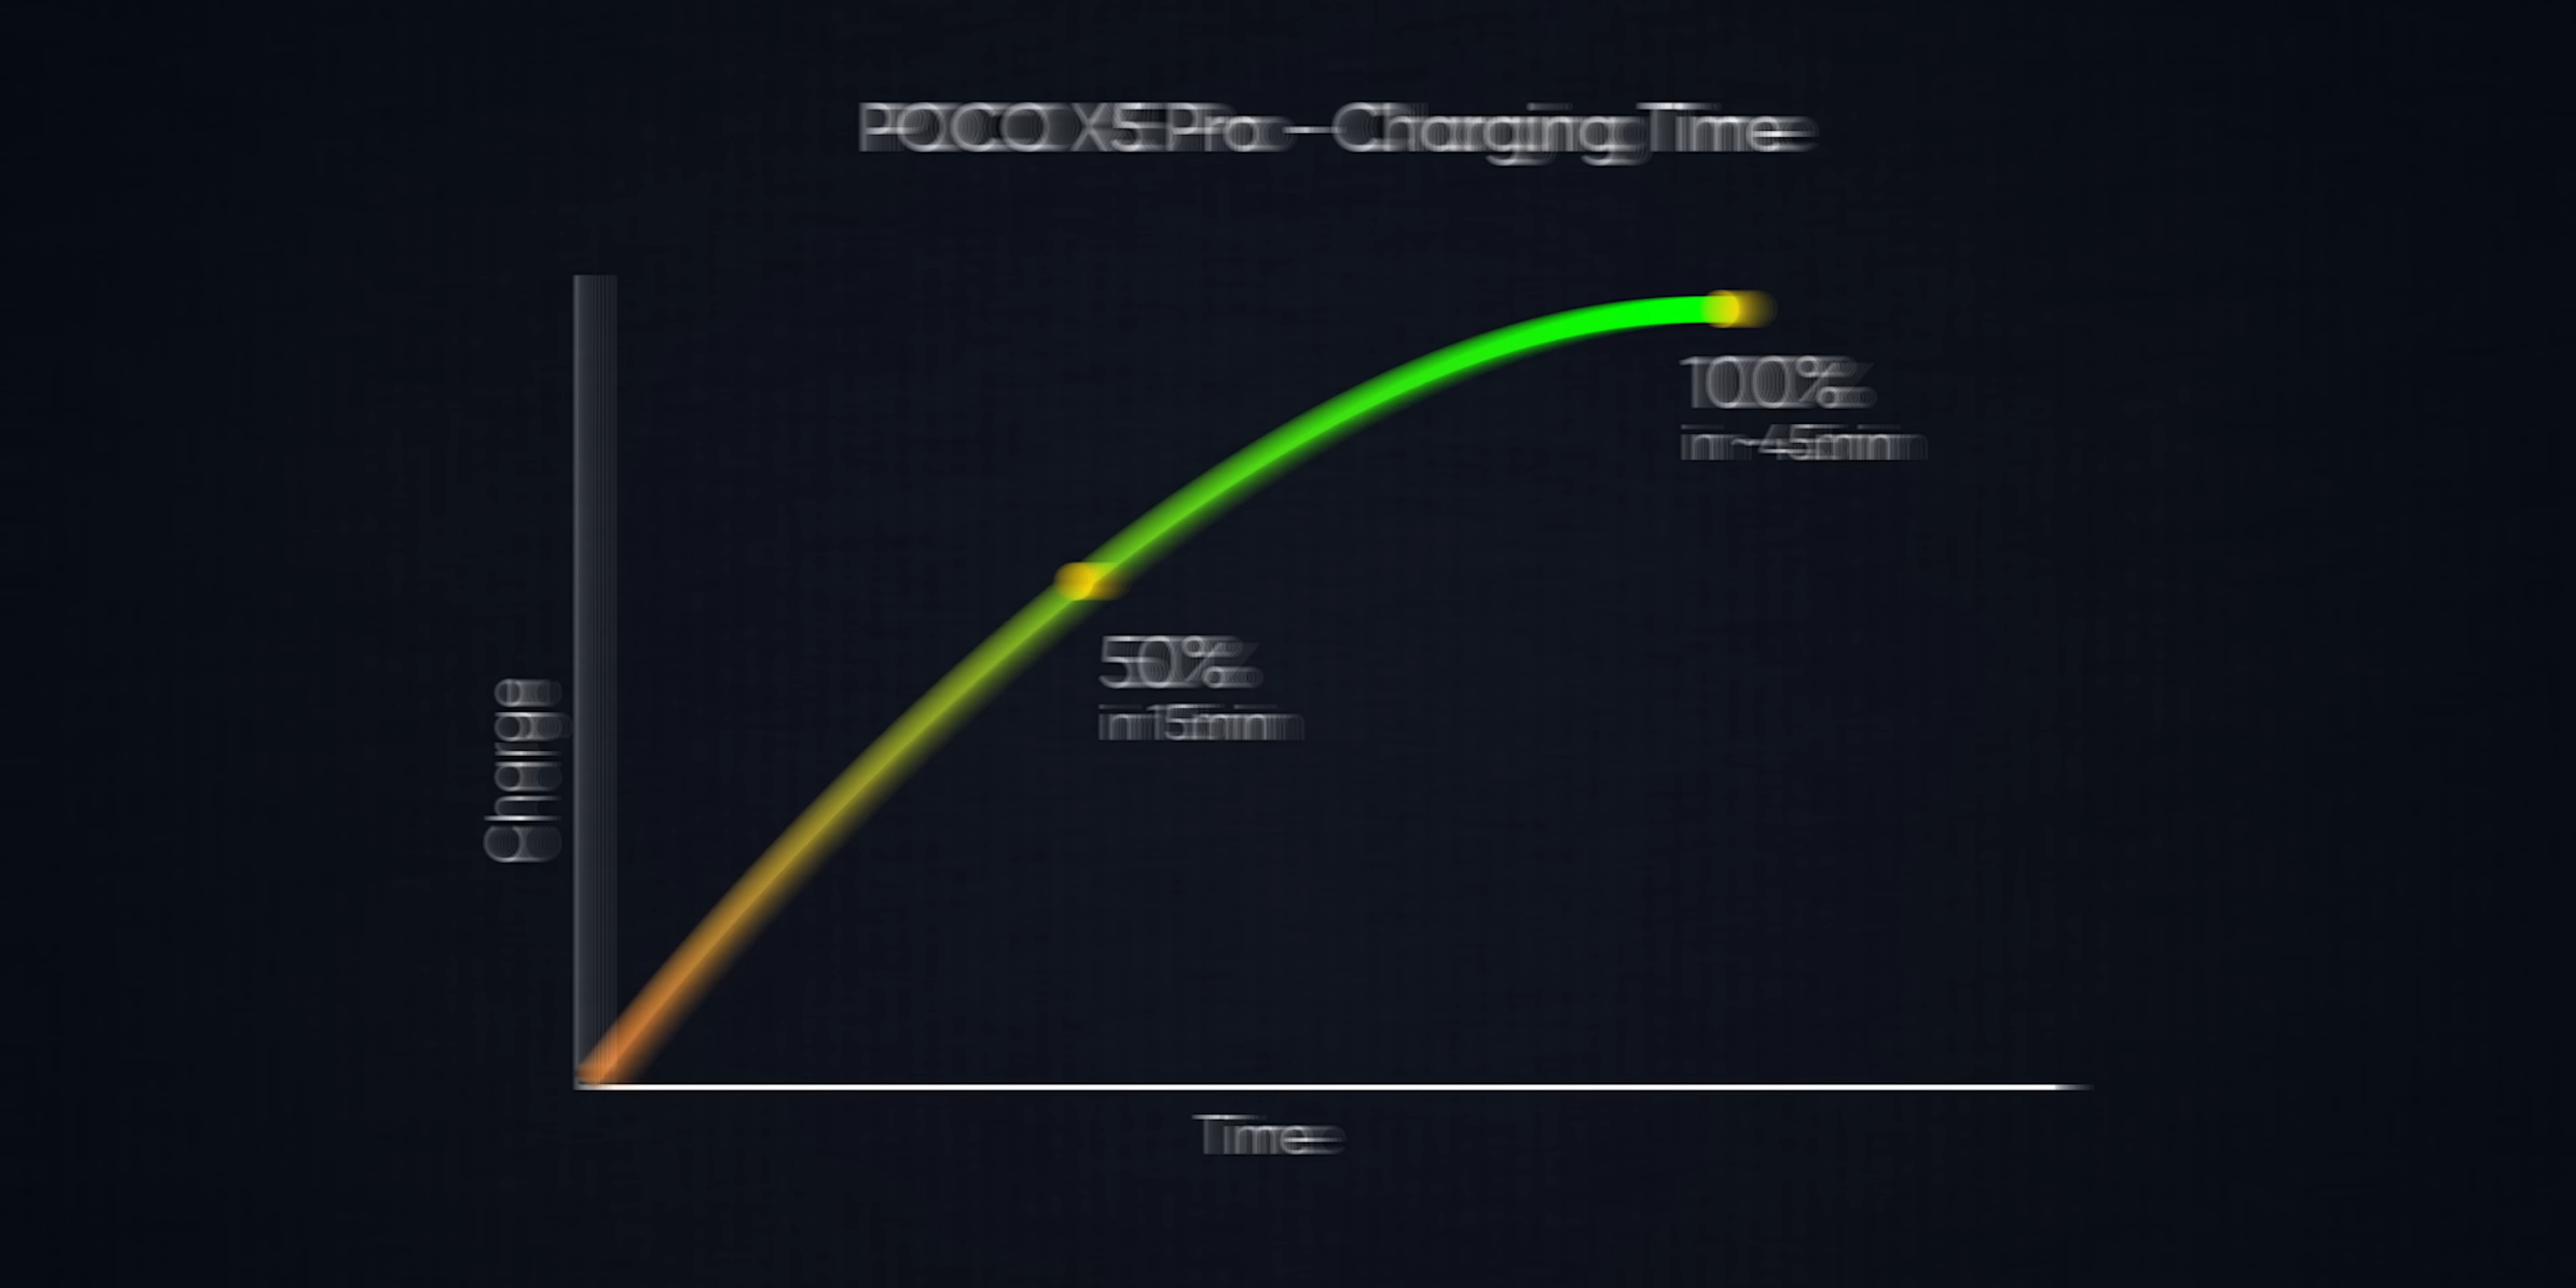 POCO X5 Pro – Charging Time
100%
in ~45min
50%
in 15min
Charge
Time